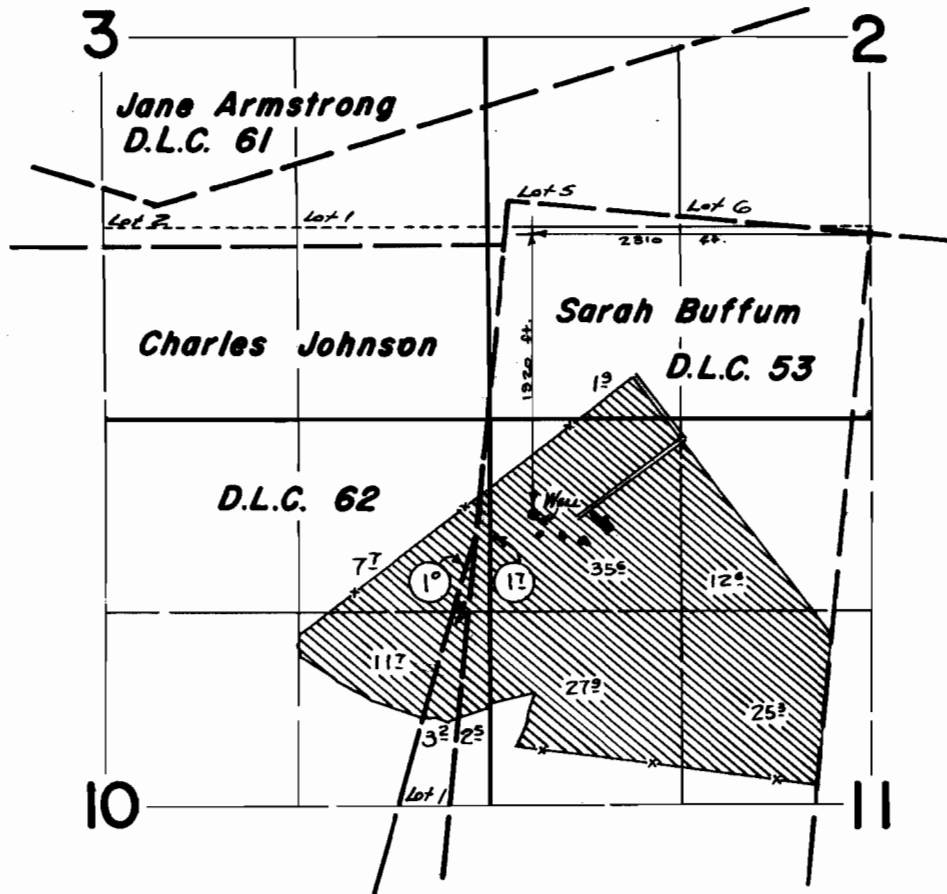 3
2
Jane Armstrong
D.L.C. 61
Lot 5
Lot 2
Lot 1
Lot 6
2310 ft.
Sarah Buffum
Charles Johnson
1920 ft.
D.L.C. 53
1 9
D.L.C. 62
Well
7 7
1 0
1 7
35 6
12 6
11 7
27 9
25 3
3 2
2 5
Lot 1
10
11